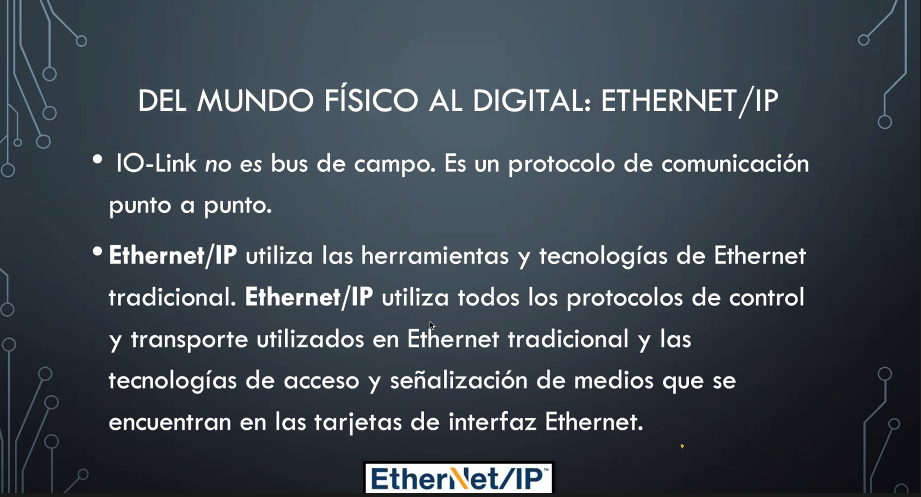 DEL MUNDO FÍSICO AL DIGITAL: ETHERNET/IP
• IO-Link no es bus de campo. Es un protocolo de comunicación
punto a punto.
• Ethernet/IP utiliza las herramientas y tecnologías de Ethernet
tradicional. Ethernet/IP utiliza todos los protocolos de control
y transporte utilizados en Ethernet tradicional y las
tecnologías de acceso y señalización de medios que se
encuentran en las tarjetas de interfaz Ethernet.
EtherNet/IP™